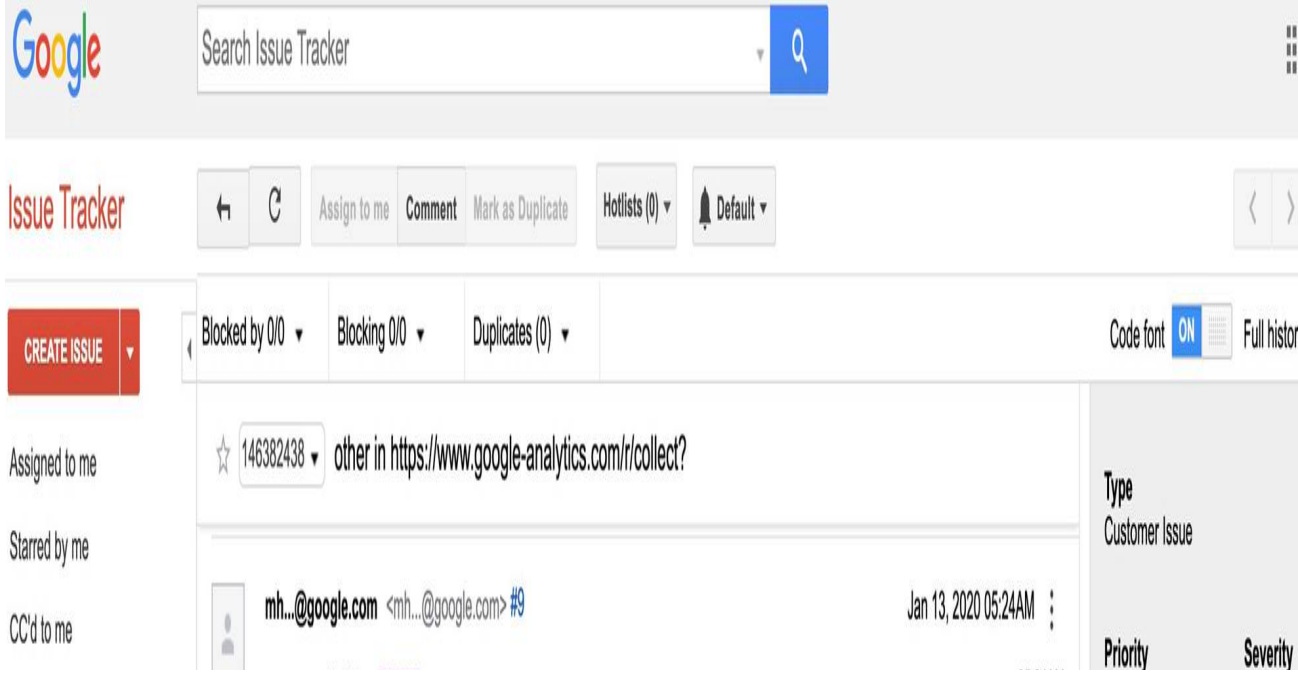 Google
Search Issue Tracker
Issue Tracker
Assign to me Comment Mark as Duplicate Hotlists (0) Default
CREATE ISSUE
Blocked by 0/0 Blocking 0/0 Duplicates (0) Code font ON Full histor
146382438 other in https://www.google-analytics.com/r/collect?
Assigned to me
Starred by me
CC'd to me
mh...@google.com <mh...@google.com> #9 Jan 13, 2020 05:24AM
Type
Customer Issue
Priority Severity